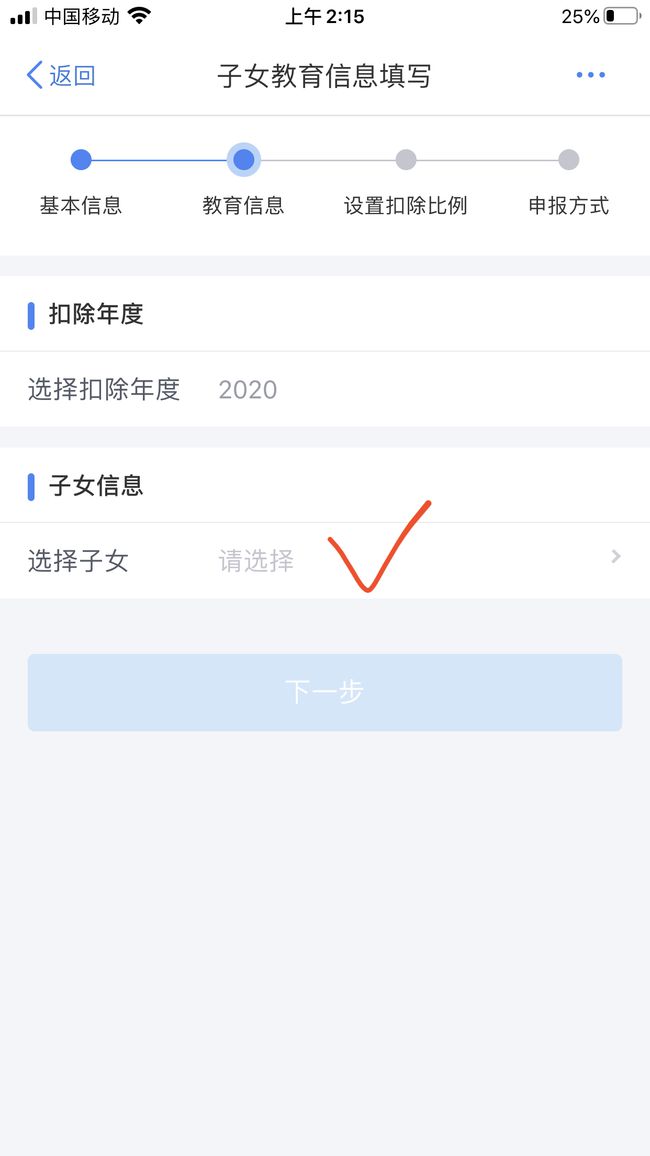 中国移动 上午 2:15 25%
返回 子女教育信息填写
基本信息 教育信息 设置扣除比例 申报方式
扣除年度
选择扣除年度 2020
子女信息
选择子女 请选择
下一步